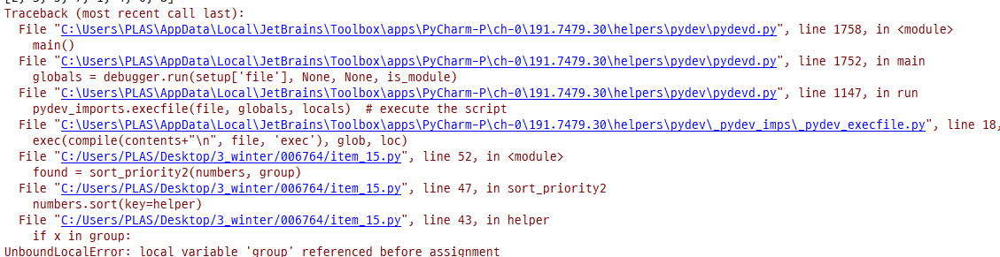 Traceback (most recent call last):
  File "C:\Users\PLAS\AppData\Local\JetBrains\Toolbox\apps\PyCharm-P\ch-0\191.7479.30\helpers\pydev\pydevd.py", line 1758, in <module>
    main()
  File "C:\Users\PLAS\AppData\Local\JetBrains\Toolbox\apps\PyCharm-P\ch-0\191.7479.30\helpers\pydev\pydevd.py", line 1752, in main
    globals = debugger.run(setup['file'], None, None, is_module)
  File "C:\Users\PLAS\AppData\Local\JetBrains\Toolbox\apps\PyCharm-P\ch-0\191.7479.30\helpers\pydev\pydevd.py", line 1147, in run
    pydev_imports.execfile(file, globals, locals)  # execute the script
  File "C:\Users\PLAS\AppData\Local\JetBrains\Toolbox\apps\PyCharm-P\ch-0\191.7479.30\helpers\pydev\_pydev_imps\_pydev_execfile.py", line 18,
    exec(compile(contents+"\n", file, 'exec'), glob, loc)
  File "C:/Users/PLAS/Desktop/3_winter/006764/item_15.py", line 52, in <module>
    found = sort_priority2(numbers, group)
  File "C:/Users/PLAS/Desktop/3_winter/006764/item_15.py", line 47, in sort_priority2
    numbers.sort(key=helper)
  File "C:/Users/PLAS/Desktop/3_winter/006764/item_15.py", line 43, in helper
    if x in group:
UnboundLocalError: local variable 'group' referenced before assignment